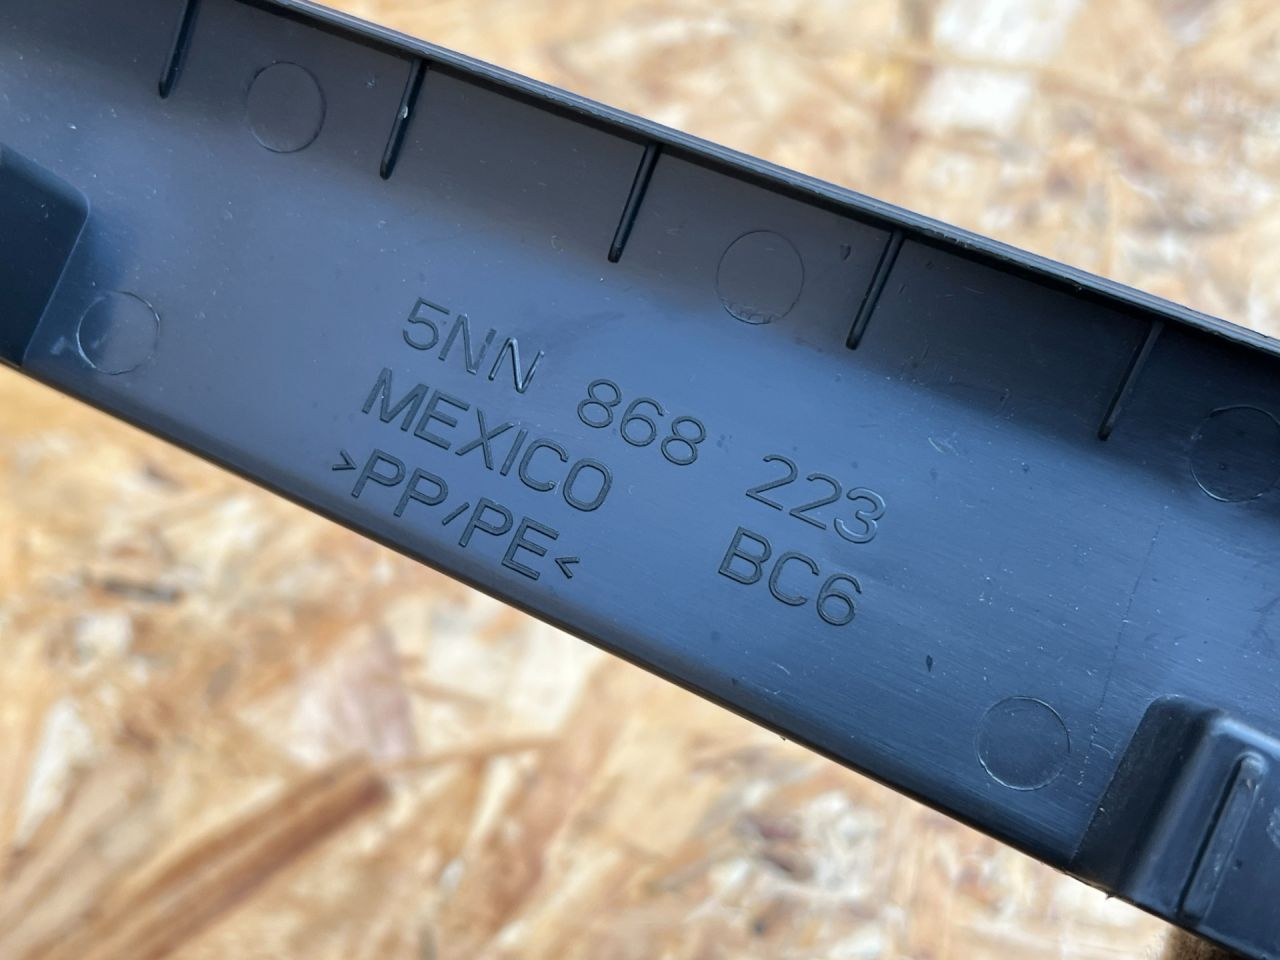 5NN 868 223
MEXICO BC6
>PP/PE<